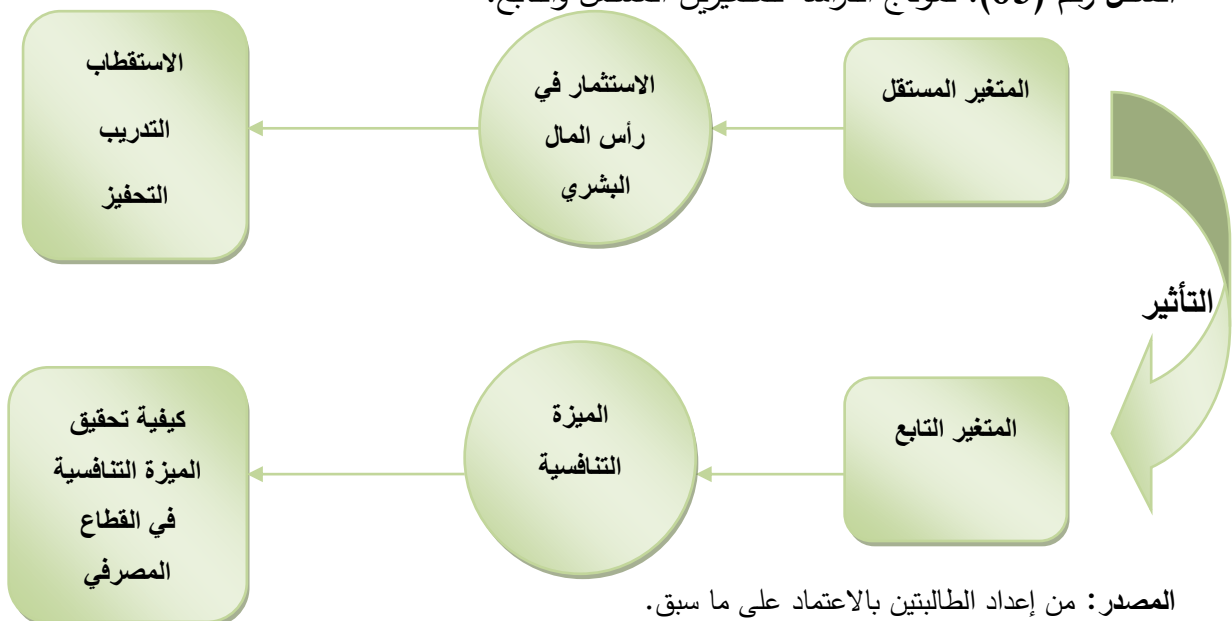 الشكل رقم (03): نموذج الدراسة للمتغيرين المستقل والتابع.
المتغير المستقل
الاستثمار في
رأس المال
البشري
الاستقطاب
التدريب
التحفيز
التأثير
المتغير التابع
الميزة
التنافسية
كيفية تحقيق
الميزة التنافسية
في القطاع
المصرفي
المصدر: من إعداد الطالبتين بالاعتماد على ما سبق.